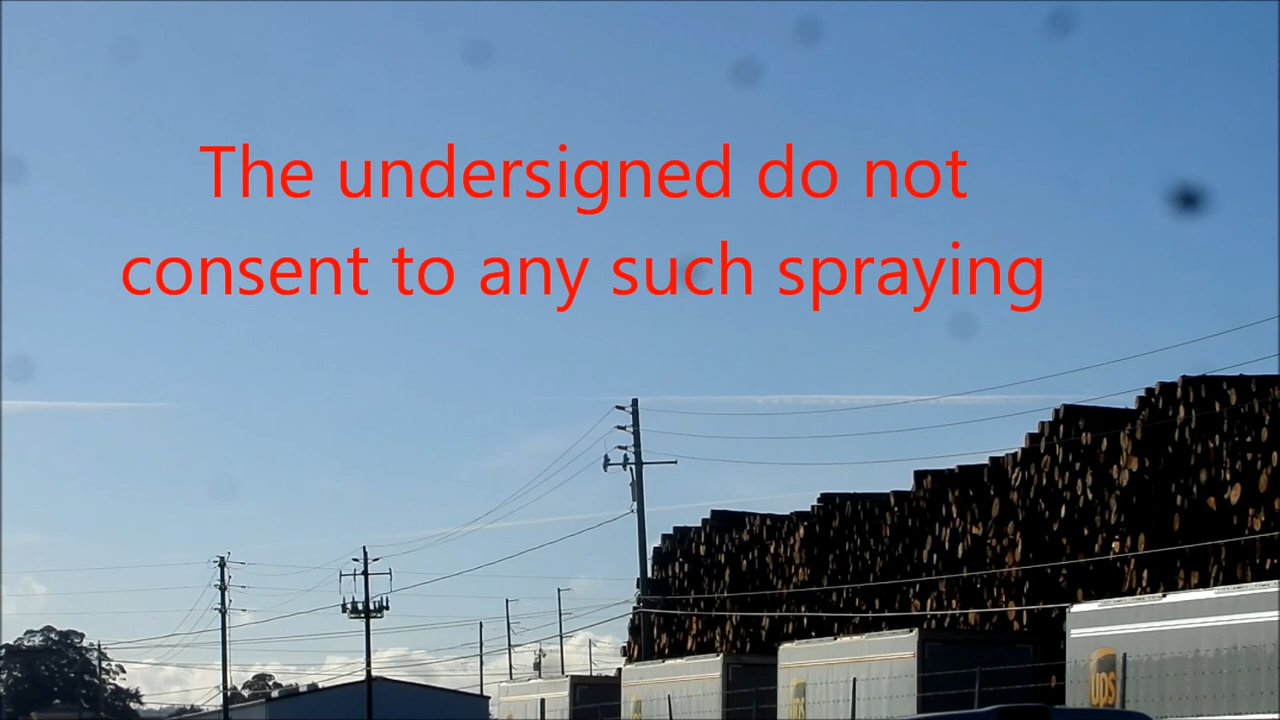 The undersigned do not
consent to any such spraying
ups